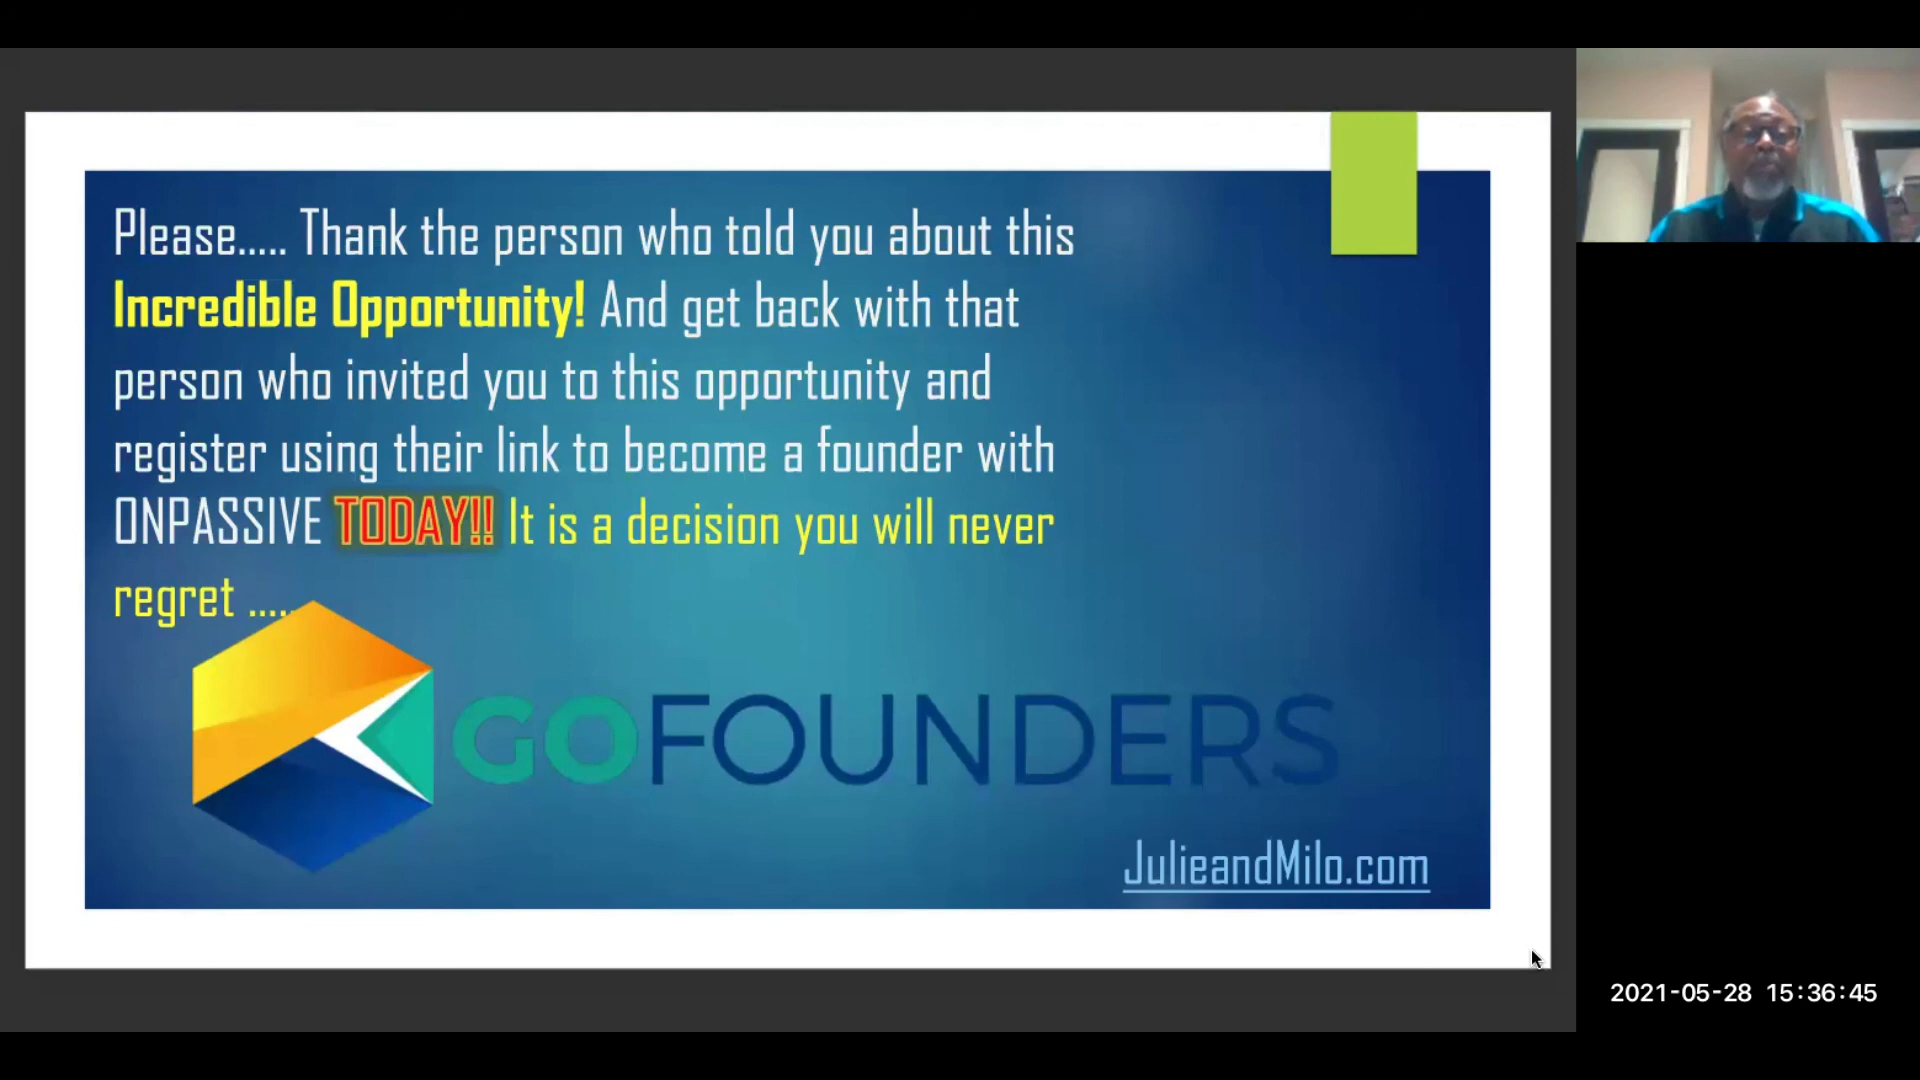 Please..... Thank the person who told you about this
Incredible Opportunity! And get back with that
person who invited you to this opportunity and
register using their link to become a founder with
ONPASSIVE TODAY!! It is a decision you will never
regret .....
GOFOUNDERS
JulieandMilo.com
2021-05-28 15:36:45